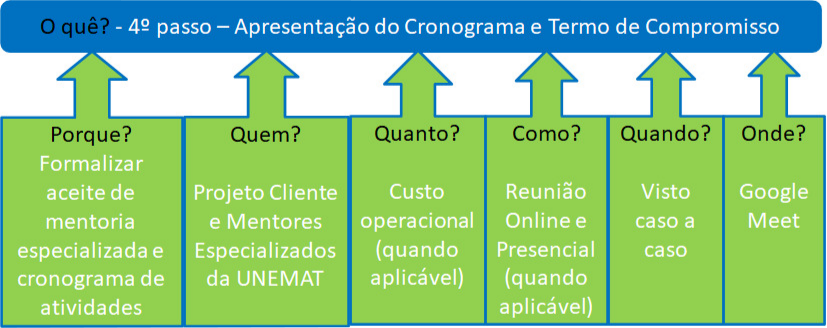 O quê? - 4º passo – Apresentação do Cronograma e Termo de Compromisso
Porque?
Formalizar
aceite de
mentoria
especializada e
cronograma de
atividades
Quem?
Projeto Cliente
e Mentores
Especializados
da UNEMAT
Quanto?
Custo
operacional
(quando
aplicável)
Como?
Reunião
Online e
Presencial
(quando
aplicável)
Quando?
Visto
caso a
caso
Onde?
Google
Meet